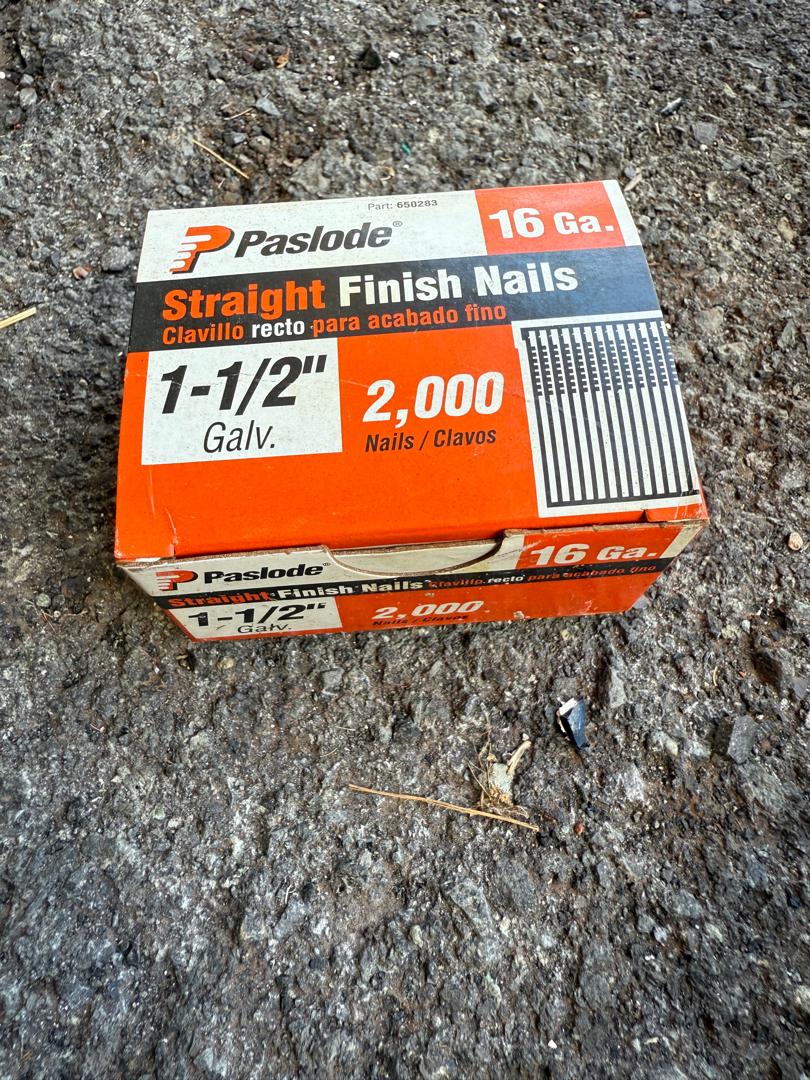 Part: 650283
Paslode®
16 Ga.
Straight Finish Nails
Clavillo recto para acabado fino
1-1/2"
Galv.
2,000
Nails / Clavos
Paslode®
16 Ga.
Straight Finish Nails Clavillo recto para acabado fino
1-1/2"
Galv.
2,000
Nails / Clavos